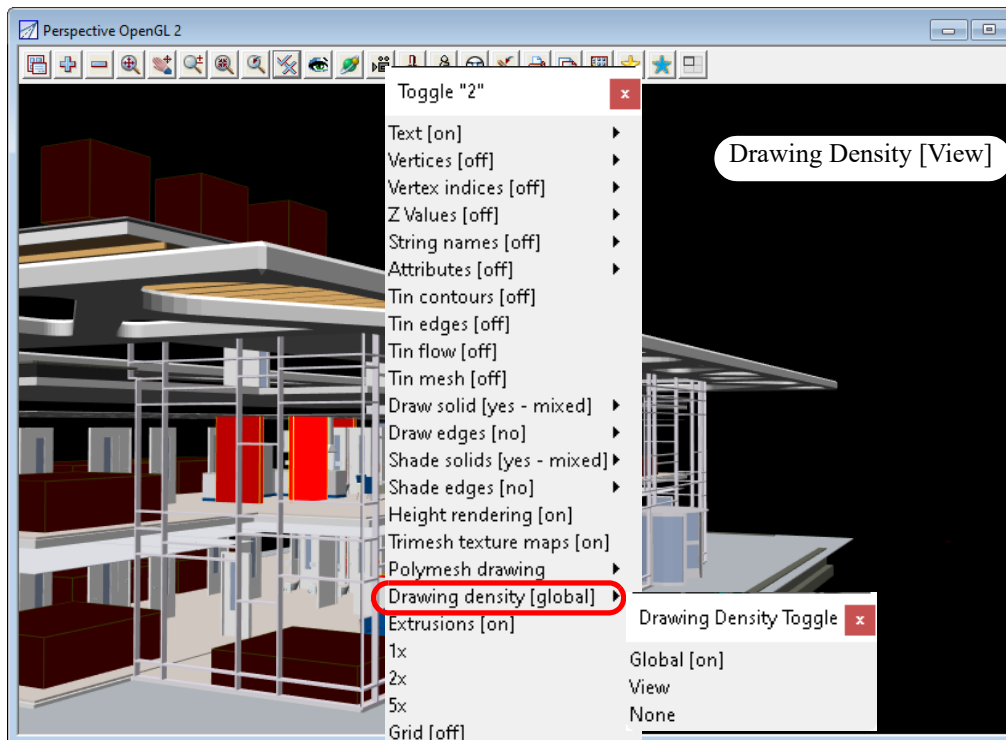 Perspective OpenGL 2
Toggle "2"
Drawing Density [View]
Text [on]
Vertices [off]
Vertex indices [off]
Z Values [off]
String names [off]
Attributes [off]
Tin contours [off]
Tin edges [off]
Tin flow [off]
Tin mesh [off]
Draw solid [yes - mixed]
Draw edges [no]
Shade solids [yes - mixed]
Shade edges [no]
Height rendering [on]
Trimesh texture maps [on]
Polymesh drawing
Drawing density [global]
Extrusions [on]
1x
2x
5x
Grid [off]
Drawing Density Toggle
Global [on]
View
None